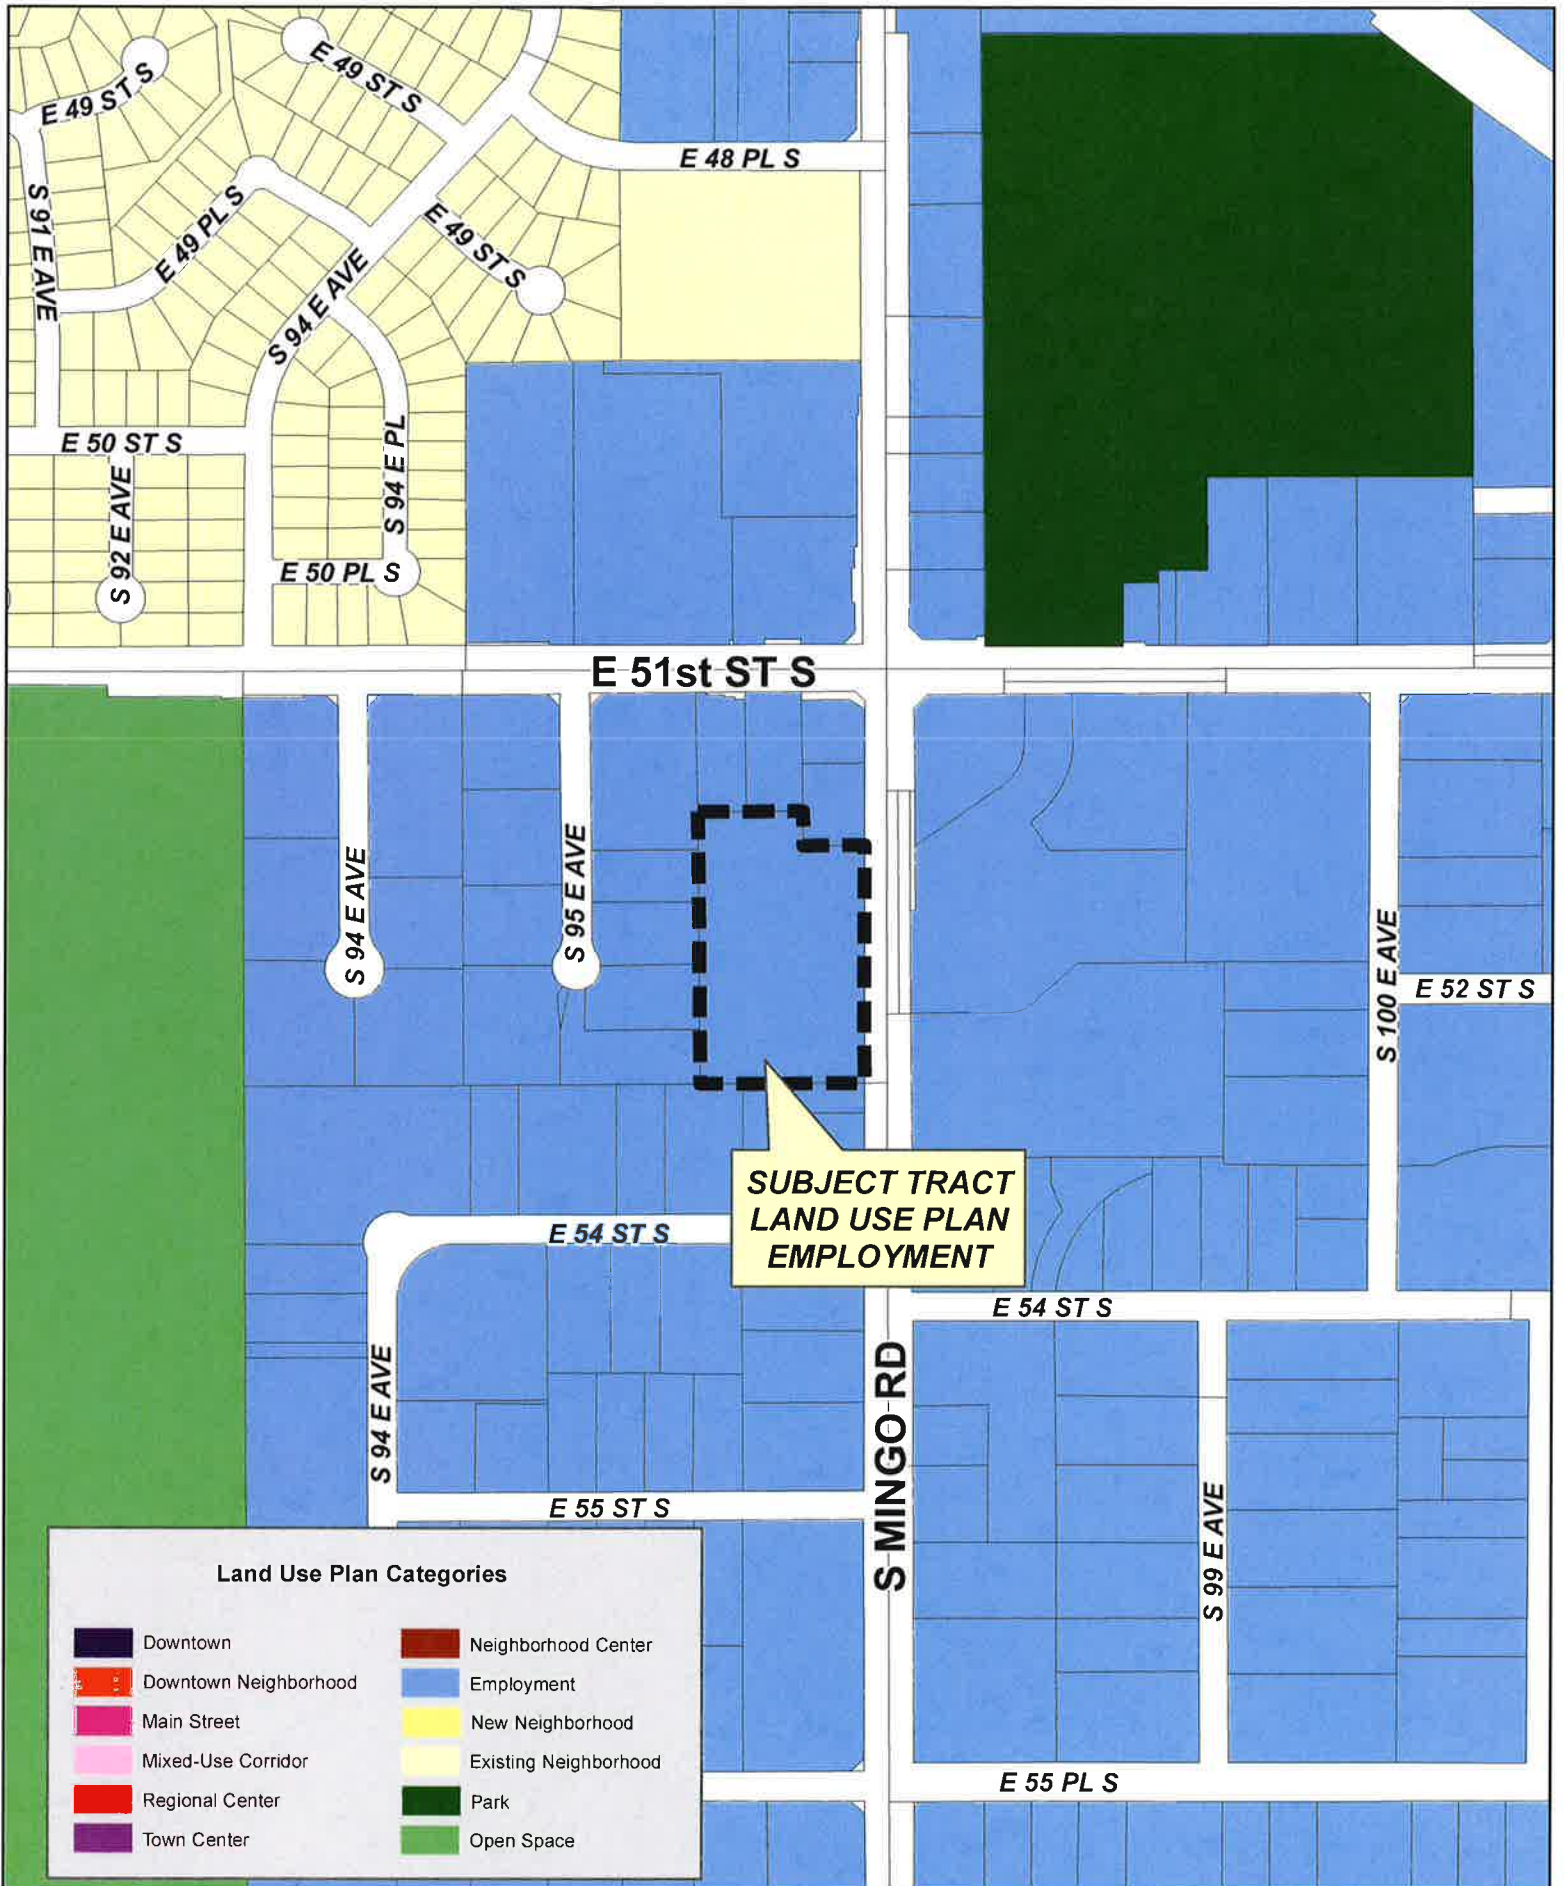 E 49 ST S
E 49 ST S
E 48 PL S
S 91 E AVE
E 49 PL S
E 49 ST S
S 94 E AVE
E 50 ST S
S 92 E AVE
S 94 E PL
E 50 PL S
E 51st ST S
S 94 E AVE
S 95 E AVE
S 100 E AVE
E 52 ST S
SUBJECT TRACT
LAND USE PLAN
EMPLOYMENT
E 54 ST S
E 54 ST S
S 94 E AVE
S MINGO RD
E 55 ST S
S 99 E AVE
E 55 PL S
Land Use Plan Categories
Downtown
Downtown Neighborhood
Main Street
Mixed-Use Corridor
Regional Center
Town Center
Neighborhood Center
Employment
New Neighborhood
Existing Neighborhood
Park
Open Space